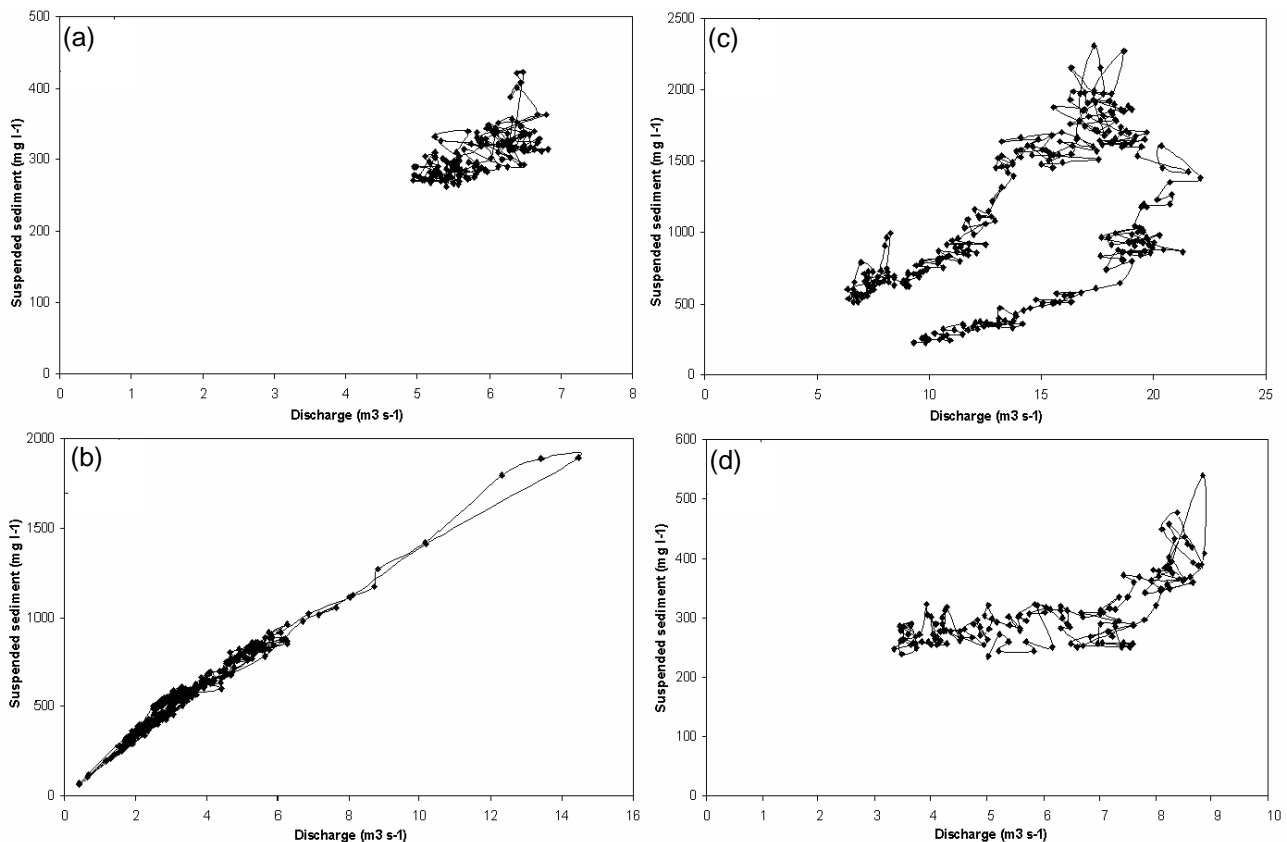 (a)
500
400
300
200
100
0
Suspended sediment (mg l-1)
0 1 2 3 4 5 6 7 8
Discharge (m3 s-1)
(c)
2500
2000
1500
1000
500
0
Suspended sediment (mg l-1)
0 5 10 15 20 25
Discharge (m3 s-1)
(b)
2000
1500
1000
500
0
Suspended sediment (mg l-1)
0 2 4 6 8 10 12 14 16
Discharge (m3 s-1)
(d)
600
500
400
300
200
100
0
Suspended sediment (mg l-1)
0 1 2 3 4 5 6 7 8 9 10
Discharge (m3 s-1)